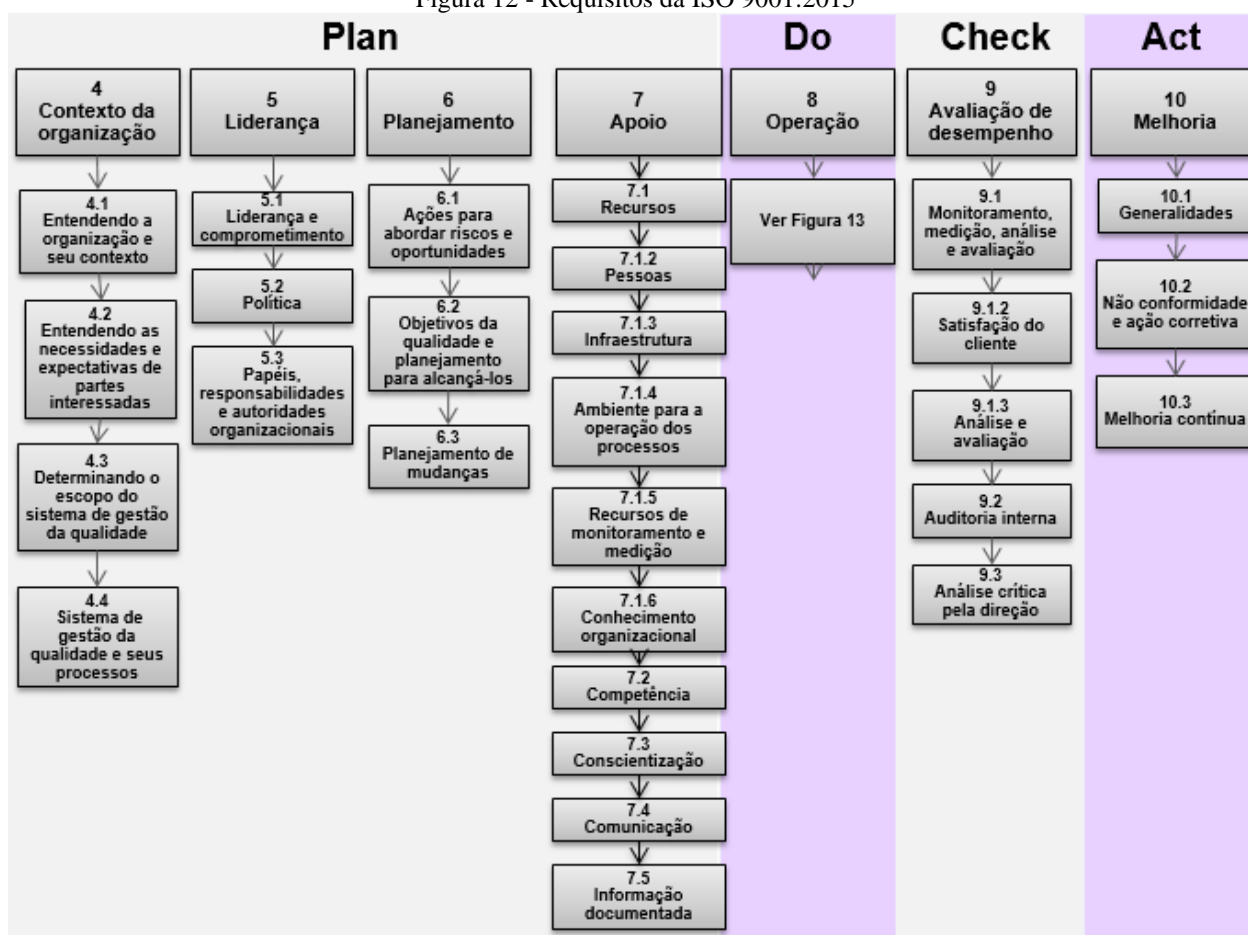 Figura 12 - Requisitos da ISO 9001:2015
Plan
Do
Check
Act
4
Contexto da
organização
5
Liderança
6
Planejamento
7
Apoio
8
Operação
9
Avaliação de
desempenho
10
Melhoria
4.1
Entendendo a
organização e
seu contexto
4.2
Entendendo as
necessidades e
expectativas de
partes
interessadas
4.3
Determinando o
escopo do
sistema de gestão
da qualidade
4.4
Sistema de
gestão da
qualidade e seus
processos
5.1
Liderança e
comprometimento
5.2
Política
5.3
Papéis,
responsabilidades
e autoridades
organizacionais
6.1
Ações para
abordar riscos e
oportunidades
6.2
Objetivos da
qualidade e
planejamento
para alcançá-los
6.3
Planejamento de
mudanças
7.1
Recursos
7.1.2
Pessoas
7.1.3
Infraestrutura
7.1.4
Ambiente para a
operação dos
processos
7.1.5
Recursos de
monitoramento e
medição
7.1.6
Conhecimento
organizacional
7.2
Competência
7.3
Conscientização
7.4
Comunicação
7.5
Informação
documentada
Ver Figura 13
9.1
Monitoramento,
medição, análise
e avaliação
9.1.2
Satisfação do
cliente
9.1.3
Análise e
avaliação
9.2
Auditoria interna
9.3
Análise crítica
pela direção
10.1
Generalidades
10.2
Não conformidade
e ação corretiva
10.3
Melhoria contínua